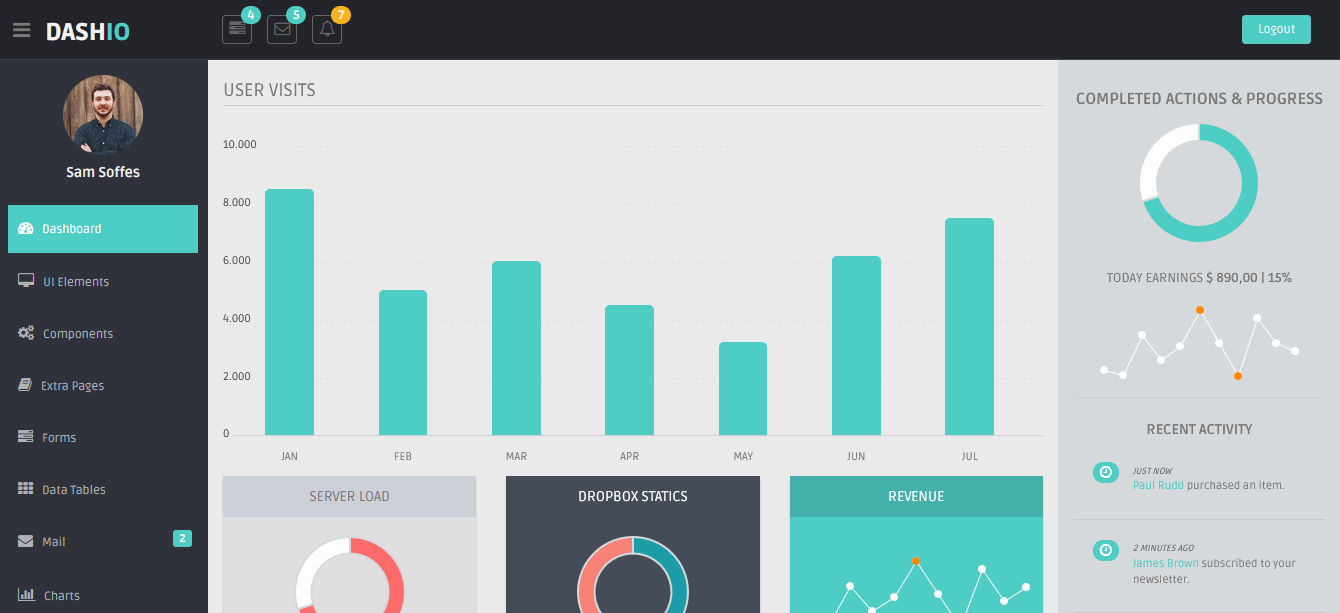 DASHIO
4
5
7
Logout
Sam Soffes
Dashboard
UI Elements
Components
Extra Pages
Forms
Data Tables
Mail
2
Charts
USER VISITS
10.000
8.000
6.000
4.000
2.000
0
JAN FEB MAR APR MAY JUN JUL
SERVER LOAD
DROPBOX STATICS
REVENUE
COMPLETED ACTIONS & PROGRESS
TODAY EARNINGS $ 890,00 | 15%
RECENT ACTIVITY
JUST NOW
Paul Rudd purchased an item.
2 MINUTES AGO
James Brown subscribed to your
newsletter.